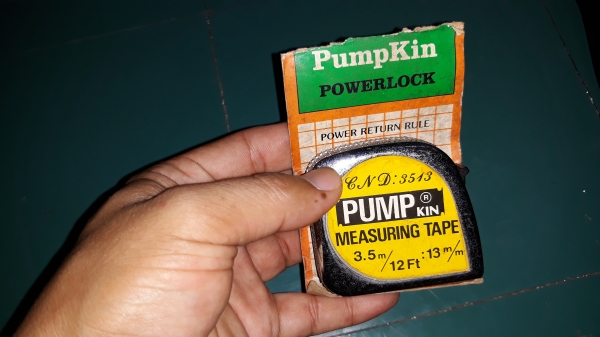 PumpKin
POWERLOCK
POWER RETURN RULE
CND:3513
PUMP ® KIN
MEASURING TAPE
3.5m/12Ft:13m/m